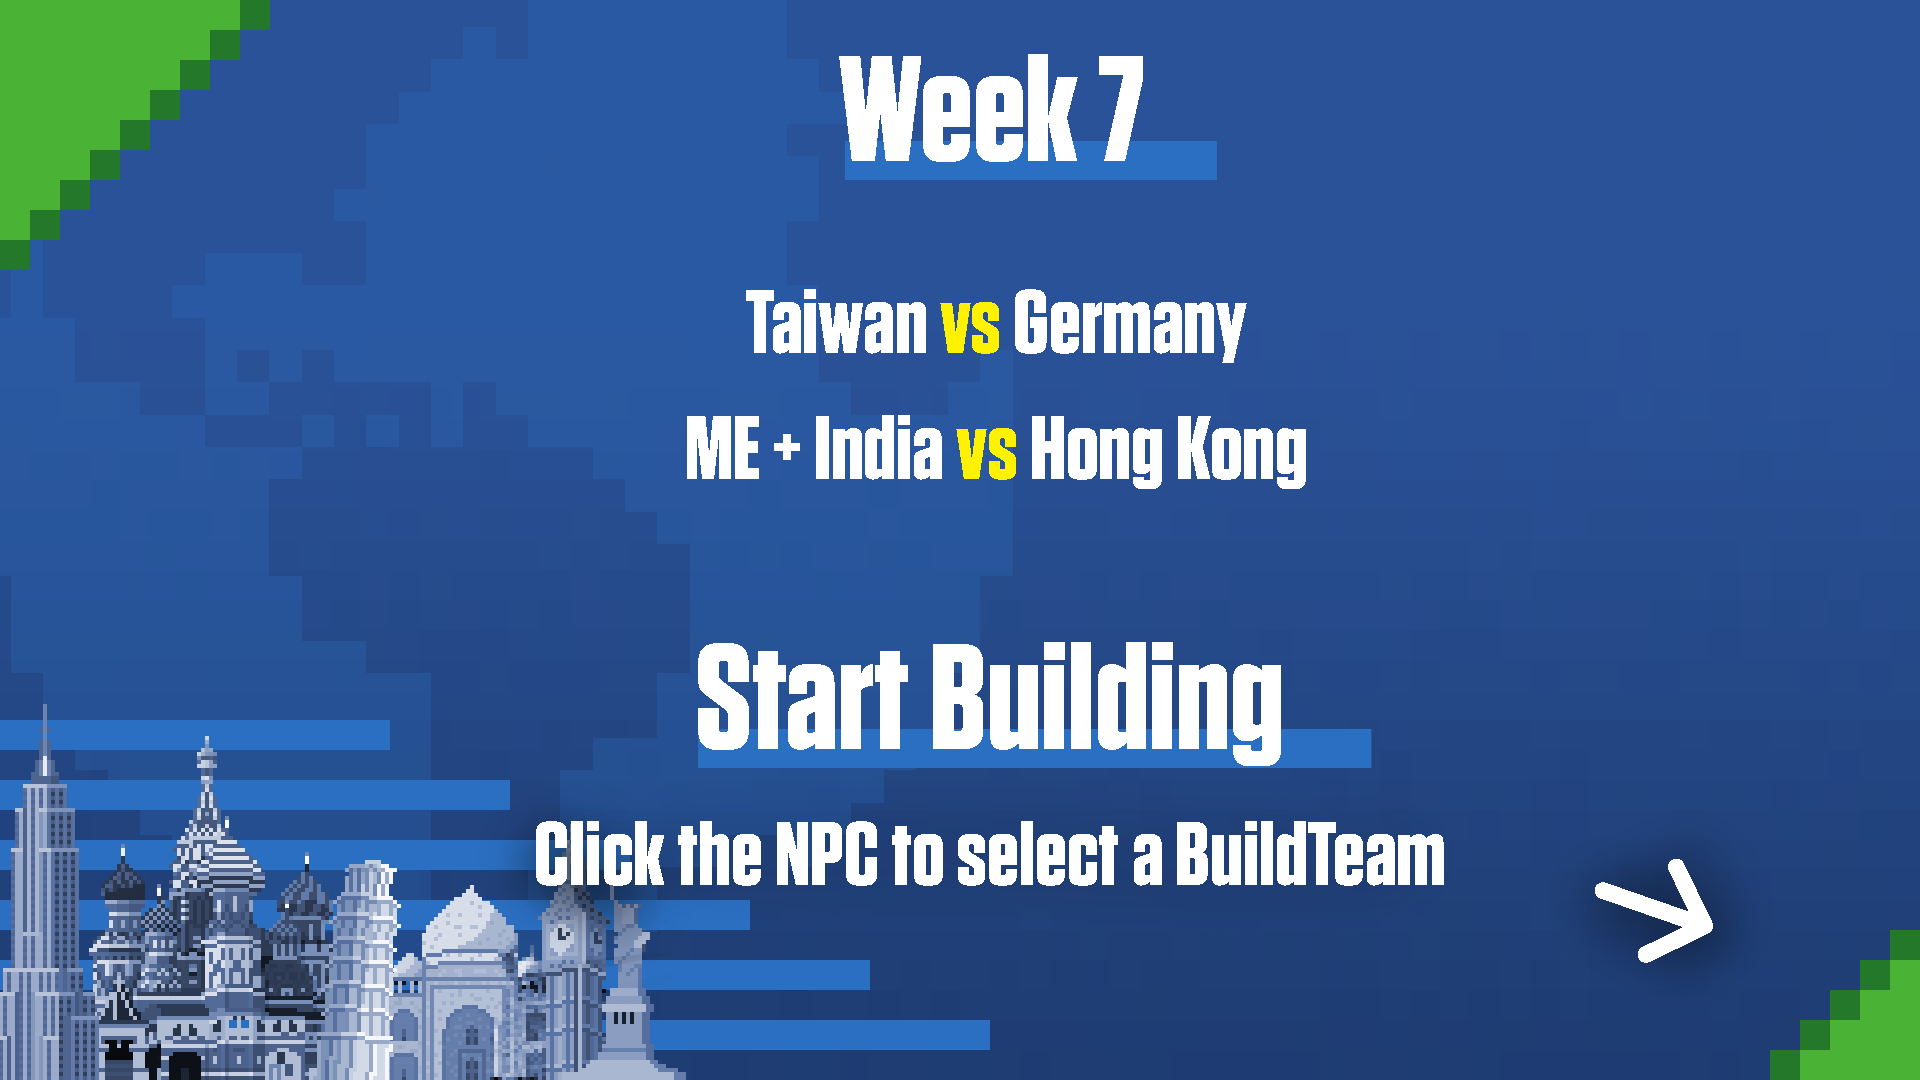 Week 7
Taiwan vs Germany
ME + India vs Hong Kong
Start Building
Click the NPC to select a BuildTeam